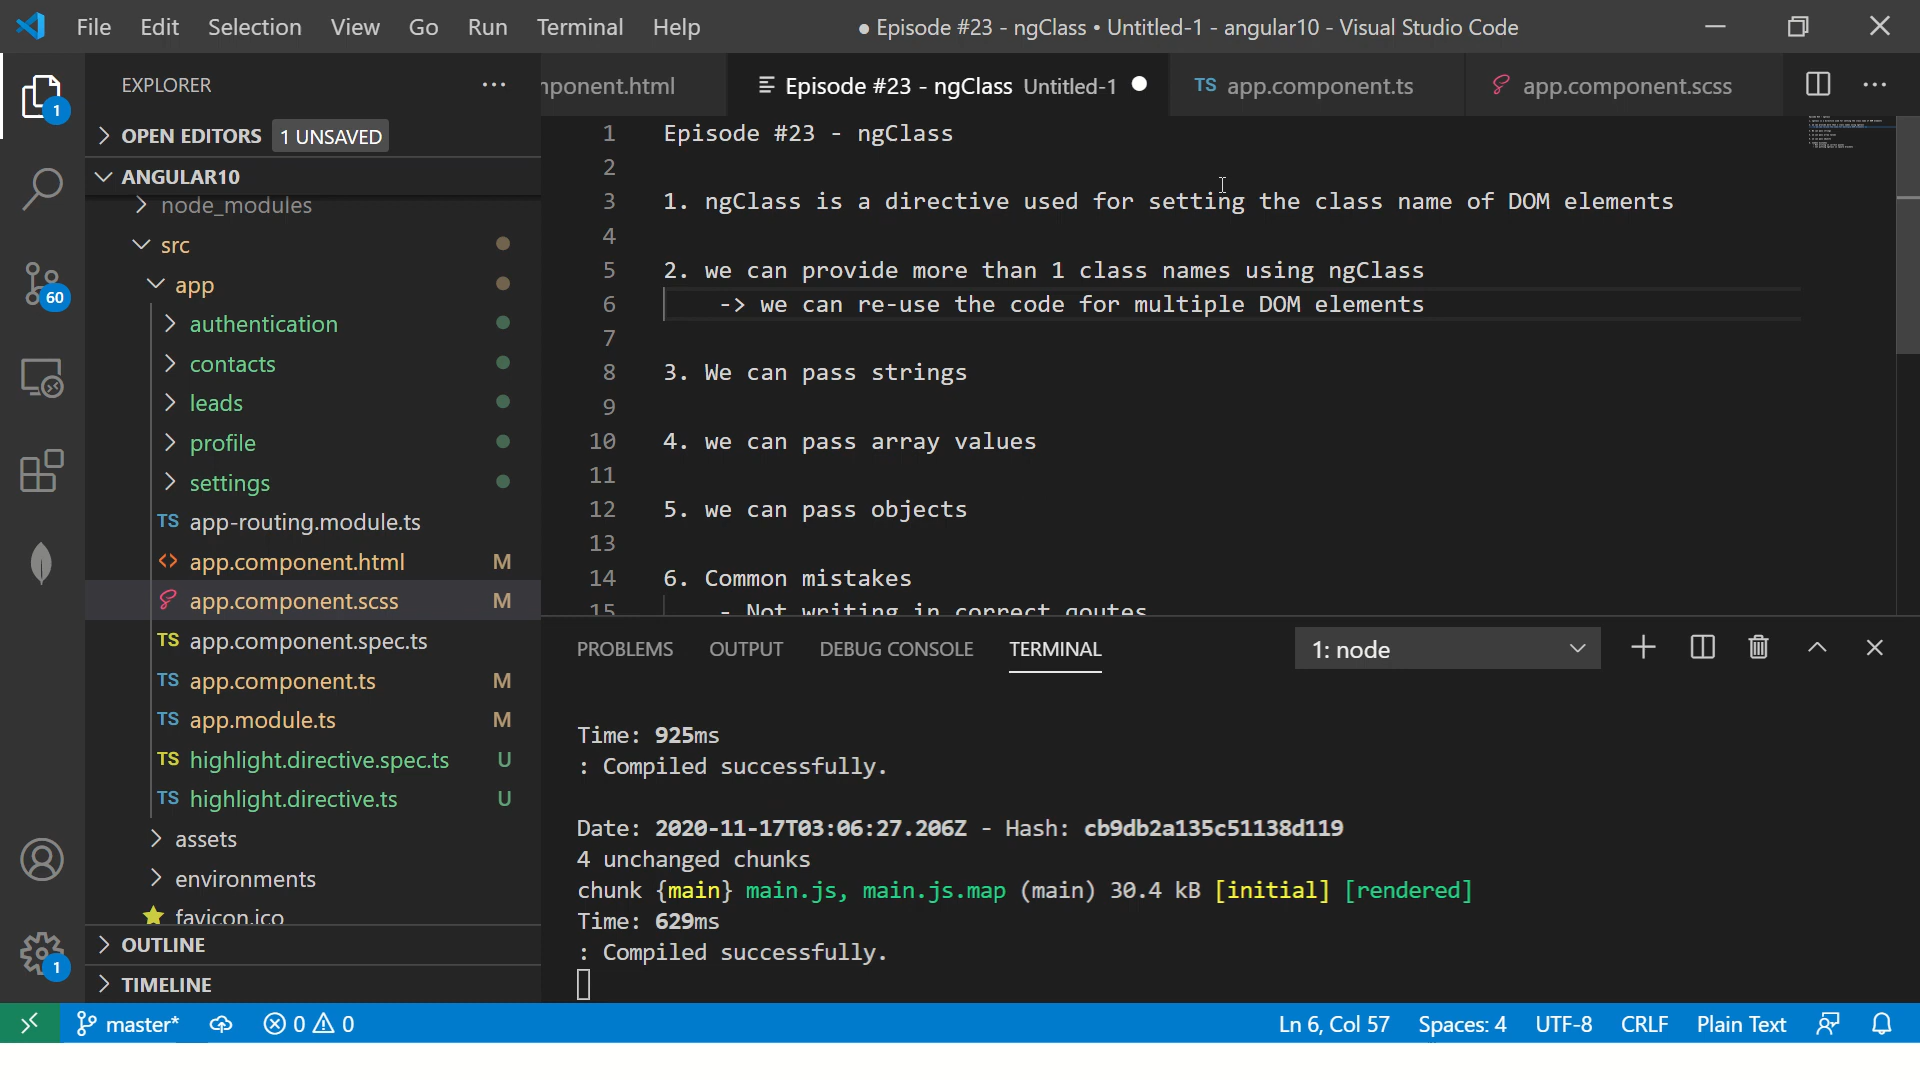 File Edit Selection View Go Run Terminal Help
● Episode #23 - ngClass • Untitled-1 - angular10 - Visual Studio Code
EXPLORER
OPEN EDITORS 1 UNSAVED
ANGULAR10
node_modules
src
app
authentication
contacts
leads
profile
settings
TS app-routing.module.ts
<> app.component.html M
app.component.scss M
TS app.component.spec.ts
TS app.component.ts M
TS app.module.ts M
TS highlight.directive.spec.ts U
TS highlight.directive.ts U
assets
environments
favicon.ico
OUTLINE
TIMELINE
1
60
1
ponent.html
Episode #23 - ngClass Untitled-1 ●
TS app.component.ts
app.component.scss
1 Episode #23 - ngClass
2
3 1. ngClass is a directive used for setting the class name of DOM elements
4
5 2. we can provide more than 1 class names using ngClass
6 -> we can re-use the code for multiple DOM elements
7
8 3. We can pass strings
9
10 4. we can pass array values
11
12 5. we can pass objects
13
14 6. Common mistakes
15 - Not writing in correct qoutes
PROBLEMS OUTPUT DEBUG CONSOLE TERMINAL 1: node
Time: 925ms
: Compiled successfully.
Date: 2020-11-17T03:06:27.206Z - Hash: cb9db2a135c51138d119
4 unchanged chunks
chunk {main} main.js, main.js.map (main) 30.4 kB [initial] [rendered]
Time: 629ms
: Compiled successfully.
master* 0 0 Ln 6, Col 57 Spaces: 4 UTF-8 CRLF Plain Text